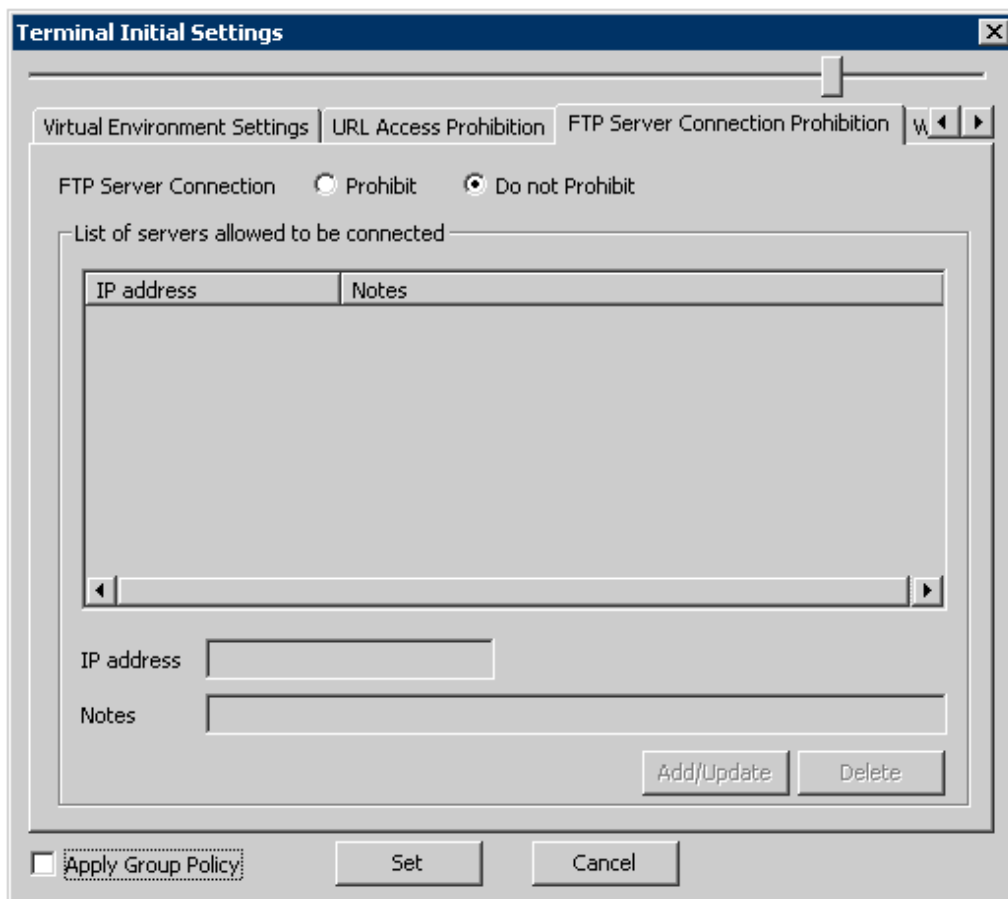 Terminal Initial Settings
Virtual Environment Settings URL Access Prohibition FTP Server Connection Prohibition
FTP Server Connection Prohibit Do not Prohibit
List of servers allowed to be connected
IP address Notes
IP address
Notes
Add/Update Delete
Apply Group Policy Set Cancel